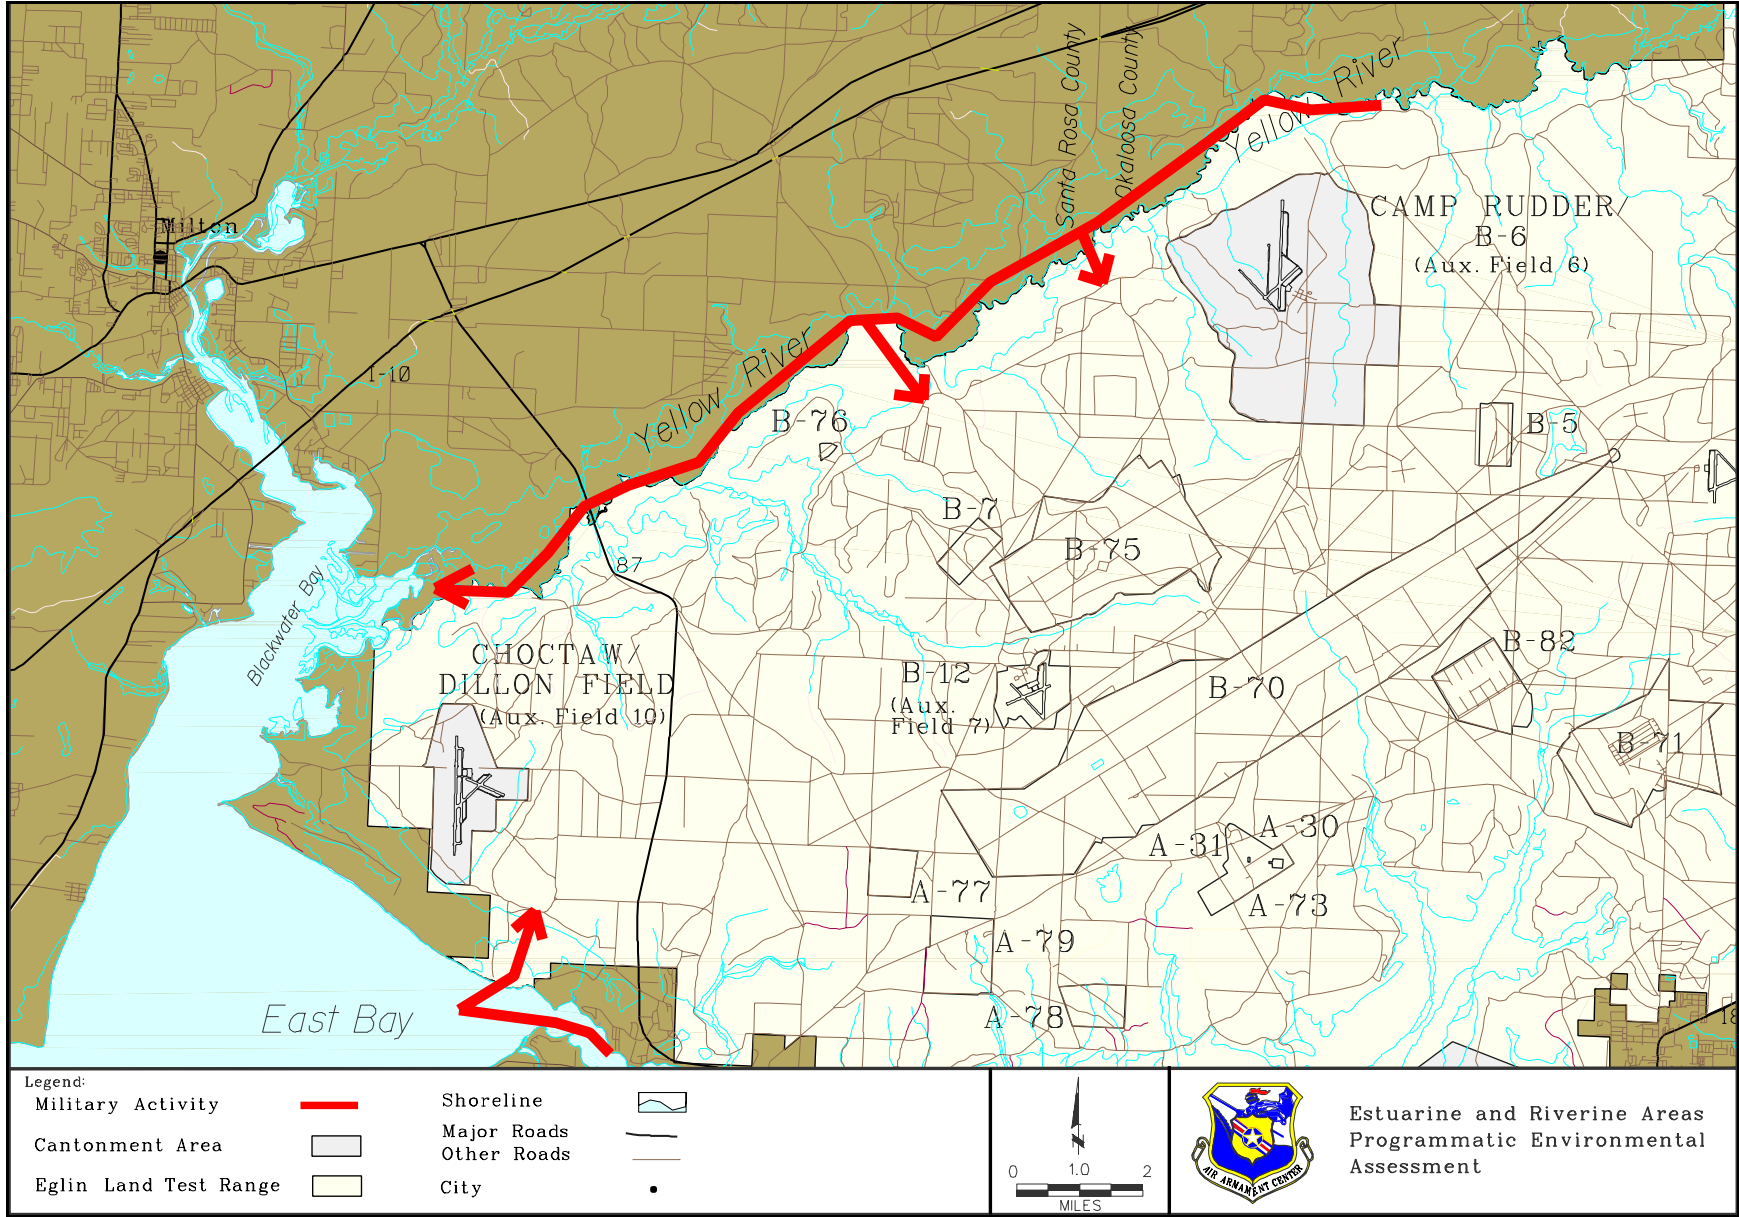 Santa Rosa County
Okaloosa County
Yellow River
Milton
CAMP RUDDER/
B-6
(Aux. Field 6)
I-10
Yellow River
B-76
B-5
B-7
B-75
87
Blackwater Bay
CHOCTAW/
DILLON FIELD
(Aux. Field 10)
B-12
(Aux.
Field 7)
B-70
B-82
B-71
A-31
A-30
A-77
A-73
A-79
A-78
East Bay
Legend:
Military Activity
Cantonment Area
Eglin Land Test Range
Shoreline
Major Roads
Other Roads
City
N
0 1.0 2
MILES
AIR ARMAMENT CENTER
Estuarine and Riverine Areas
Programmatic Environmental
Assessment